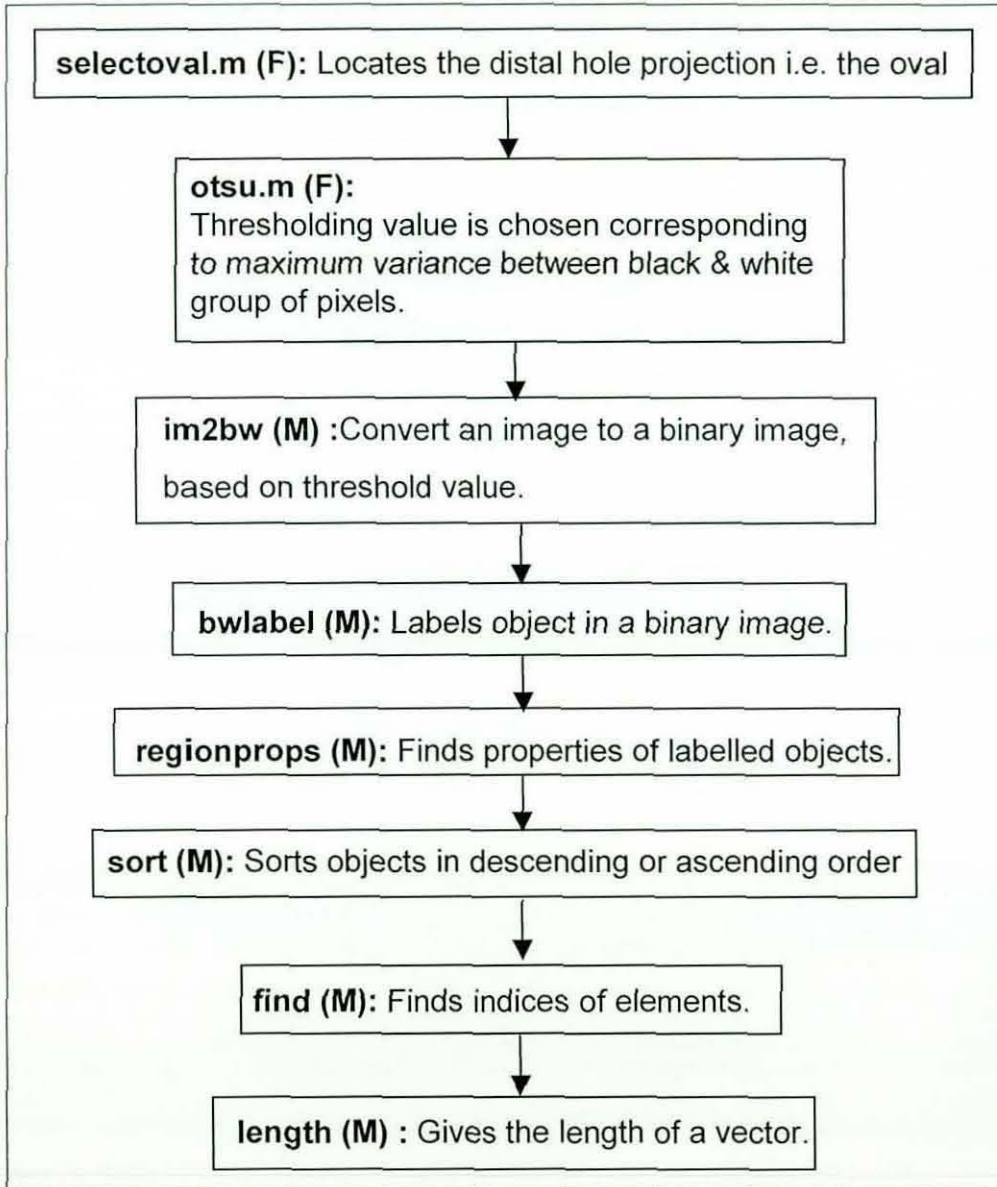 selectoval.m (F): Locates the distal hole projection i.e. the oval
otsu.m (F):
Thresholding value is chosen corresponding
to maximum variance between black & white
group of pixels.
im2bw (M) :Convert an image to a binary image,
based on threshold value.
bwlabel (M): Labels object in a binary image.
regionprops (M): Finds properties of labelled objects.
sort (M): Sorts objects in descending or ascending order
find (M): Finds indices of elements.
length (M) : Gives the length of a vector.